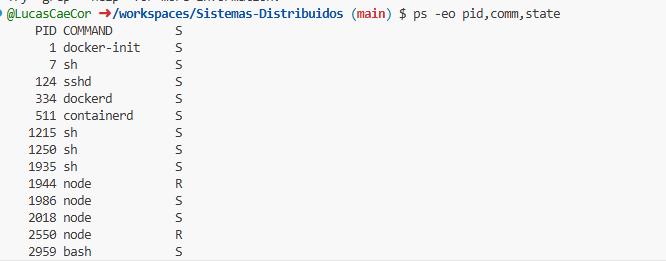 @LucasCaeCor ➜/workspaces/Sistemas-Distribuidos (main) $ ps -eo pid,comm,state
PID COMMAND S
1 docker-init S
7 sh S
124 sshd S
334 dockerd S
511 containerd S
1215 sh S
1250 sh S
1935 sh S
1944 node R
1986 node S
2018 node S
2550 node R
2959 bash S